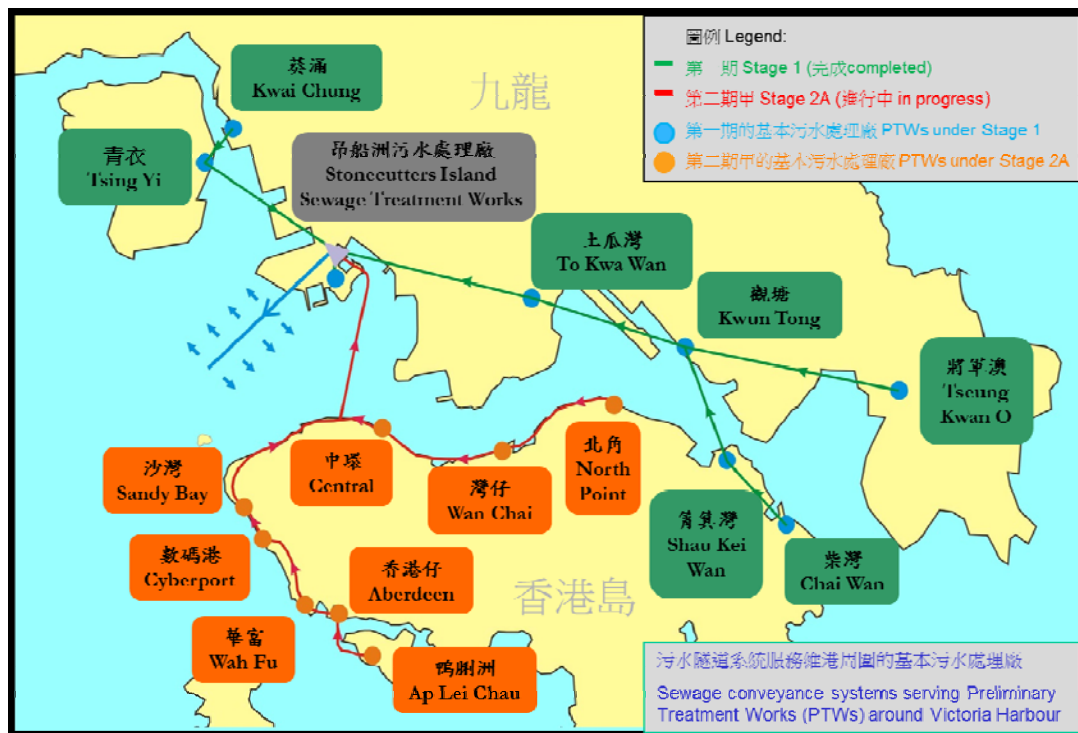 圖例 Legend:
第一期 Stage 1 (完成completed)
第二期甲 Stage 2A (進行中 in progress)
第一期的基本污水處理廠 PTWs under Stage 1
第二期甲的基本污水處理廠 PTWs under Stage 2A
葵涌
Kwai Chung
九龍
青衣
Tsing Yi
昂船洲污水處理廠
Stonecutters Island
Sewage Treatment Works
土瓜灣
To Kwa Wan
觀塘
Kwun Tong
將軍澳
Tseung
Kwan O
沙灣
Sandy Bay
中環
Central
灣仔
Wan Chai
北角
North
Point
筲箕灣
Shau Kei
Wan
柴灣
Chai Wan
數碼港
Cyberport
香港仔
Aberdeen
香港島
華富
Wah Fu
鴨脷洲
Ap Lei Chau
污水隧道系統服務維港周圍的基本污水處理廠
Sewage conveyance systems serving Preliminary
Treatment Works (PTWs) around Victoria Harbour